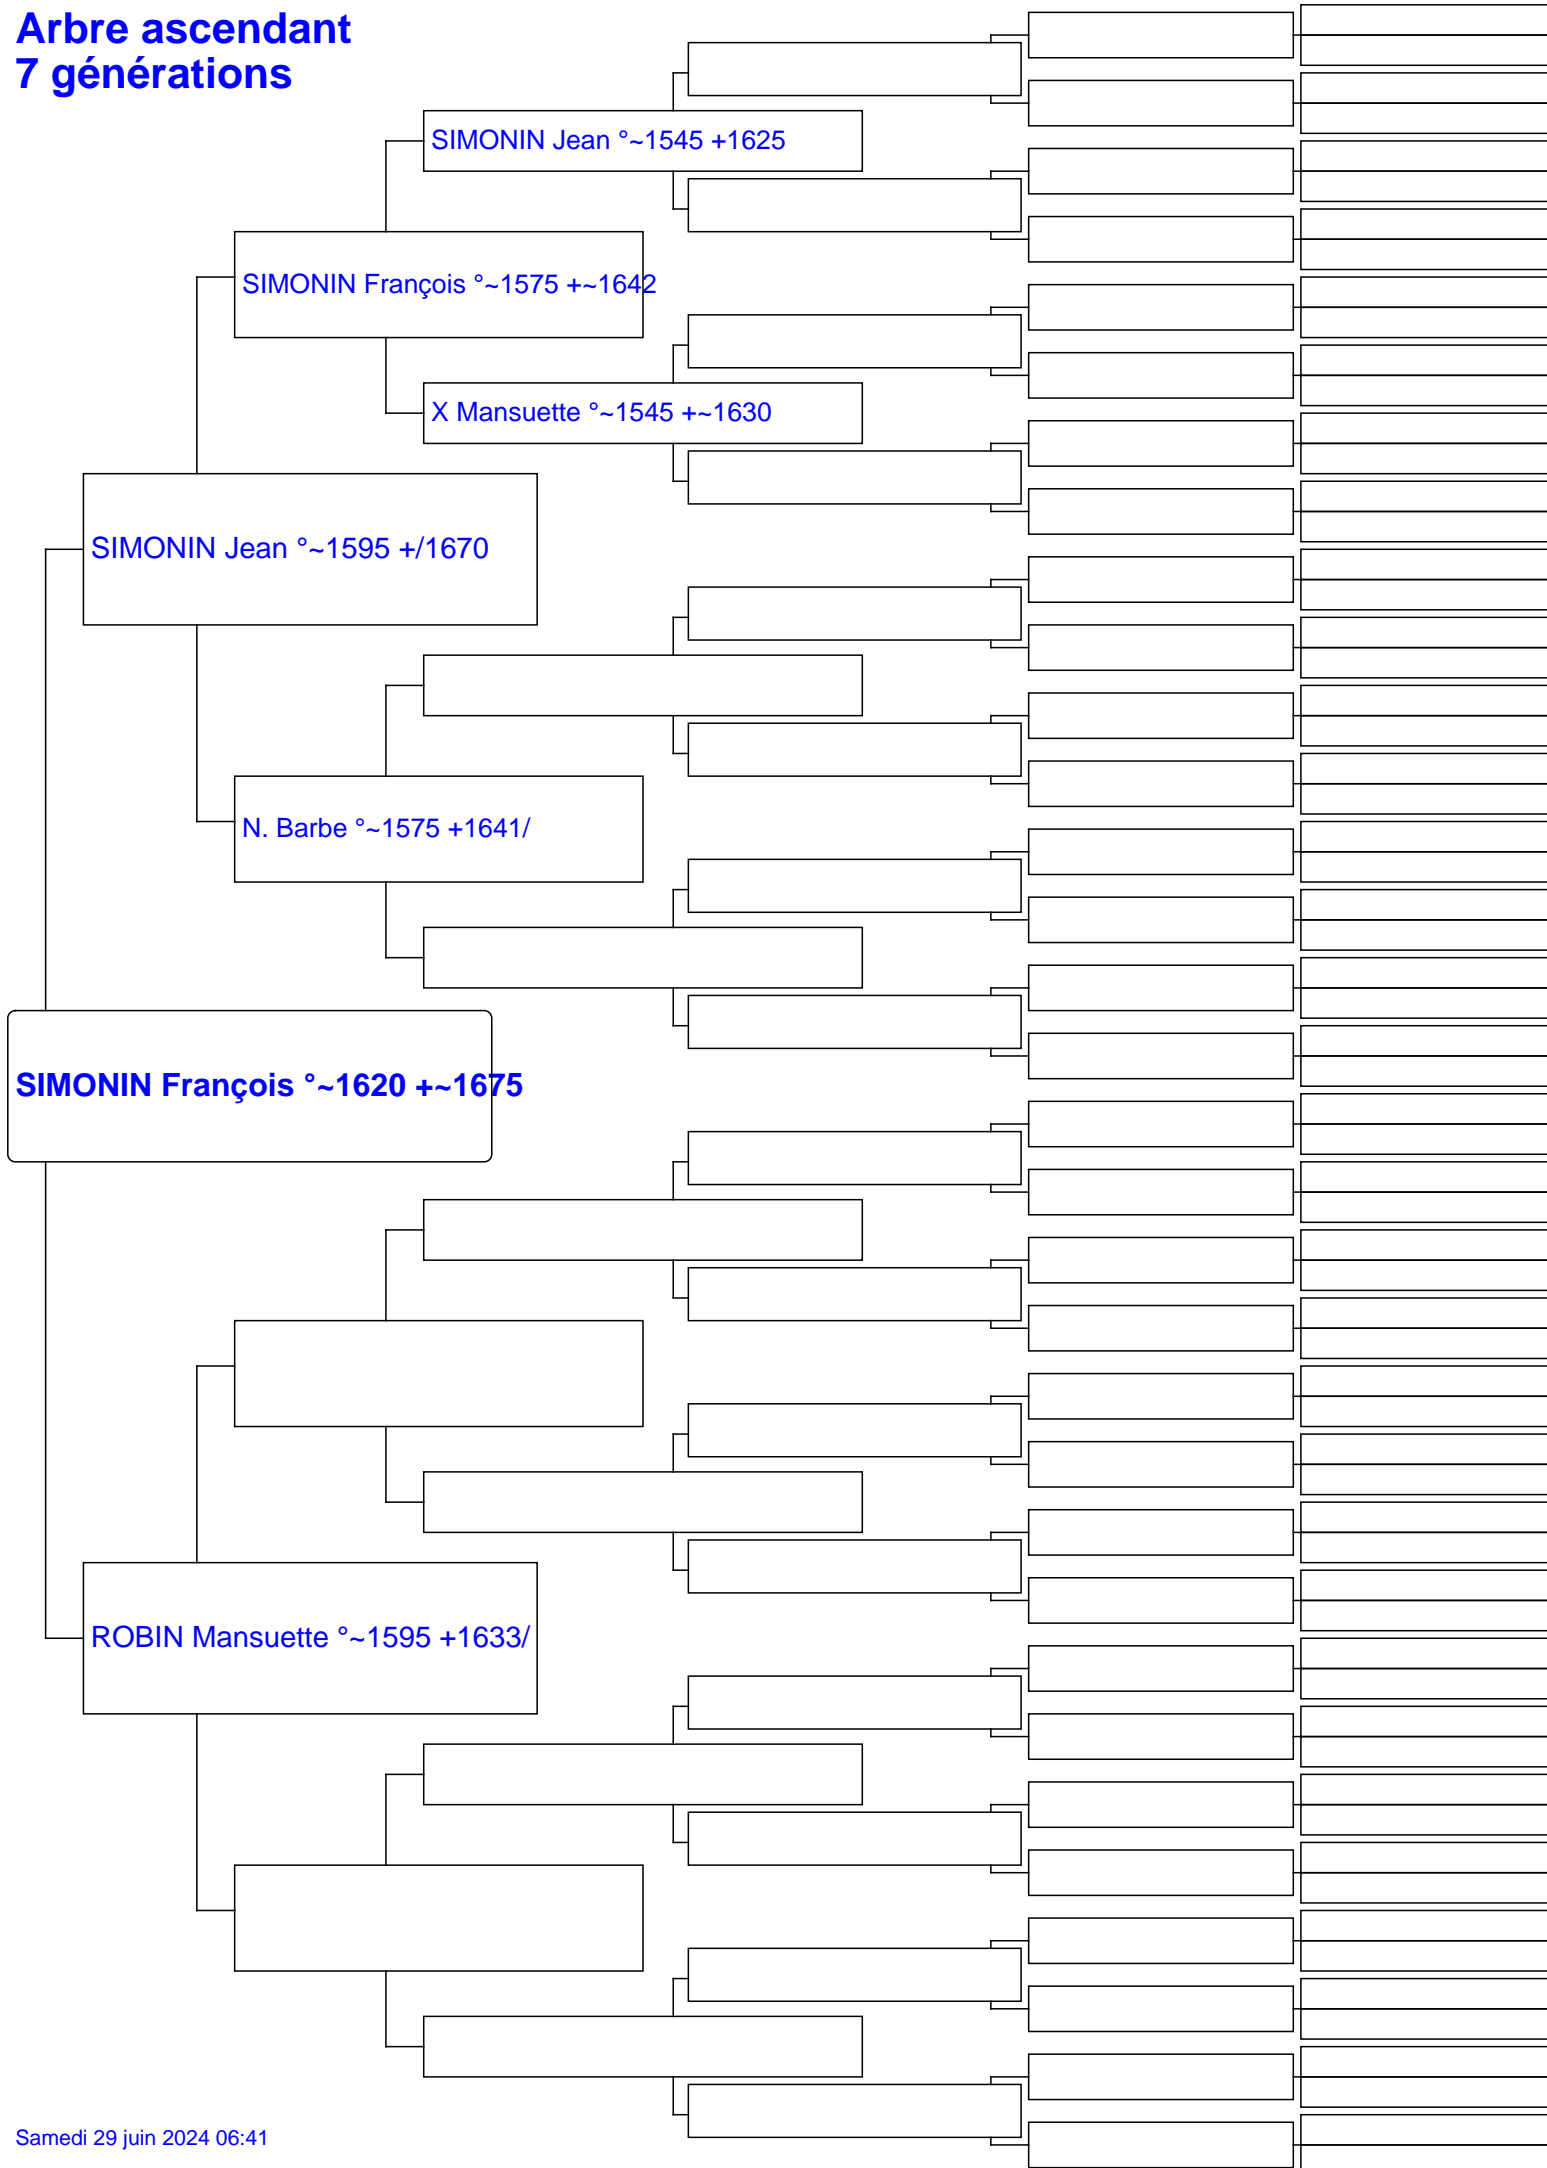 Arbre ascendant
7 générations
SIMONIN Jean °~1545 +1625
SIMONIN François °~1575 +~1642
X Mansuette °~1545 +~1630
SIMONIN Jean °~1595 +/1670
N. Barbe °~1575 +1641/
SIMONIN François °~1620 +~1675
ROBIN Mansuette °~1595 +1633/
Samedi 29 juin 2024 06:41